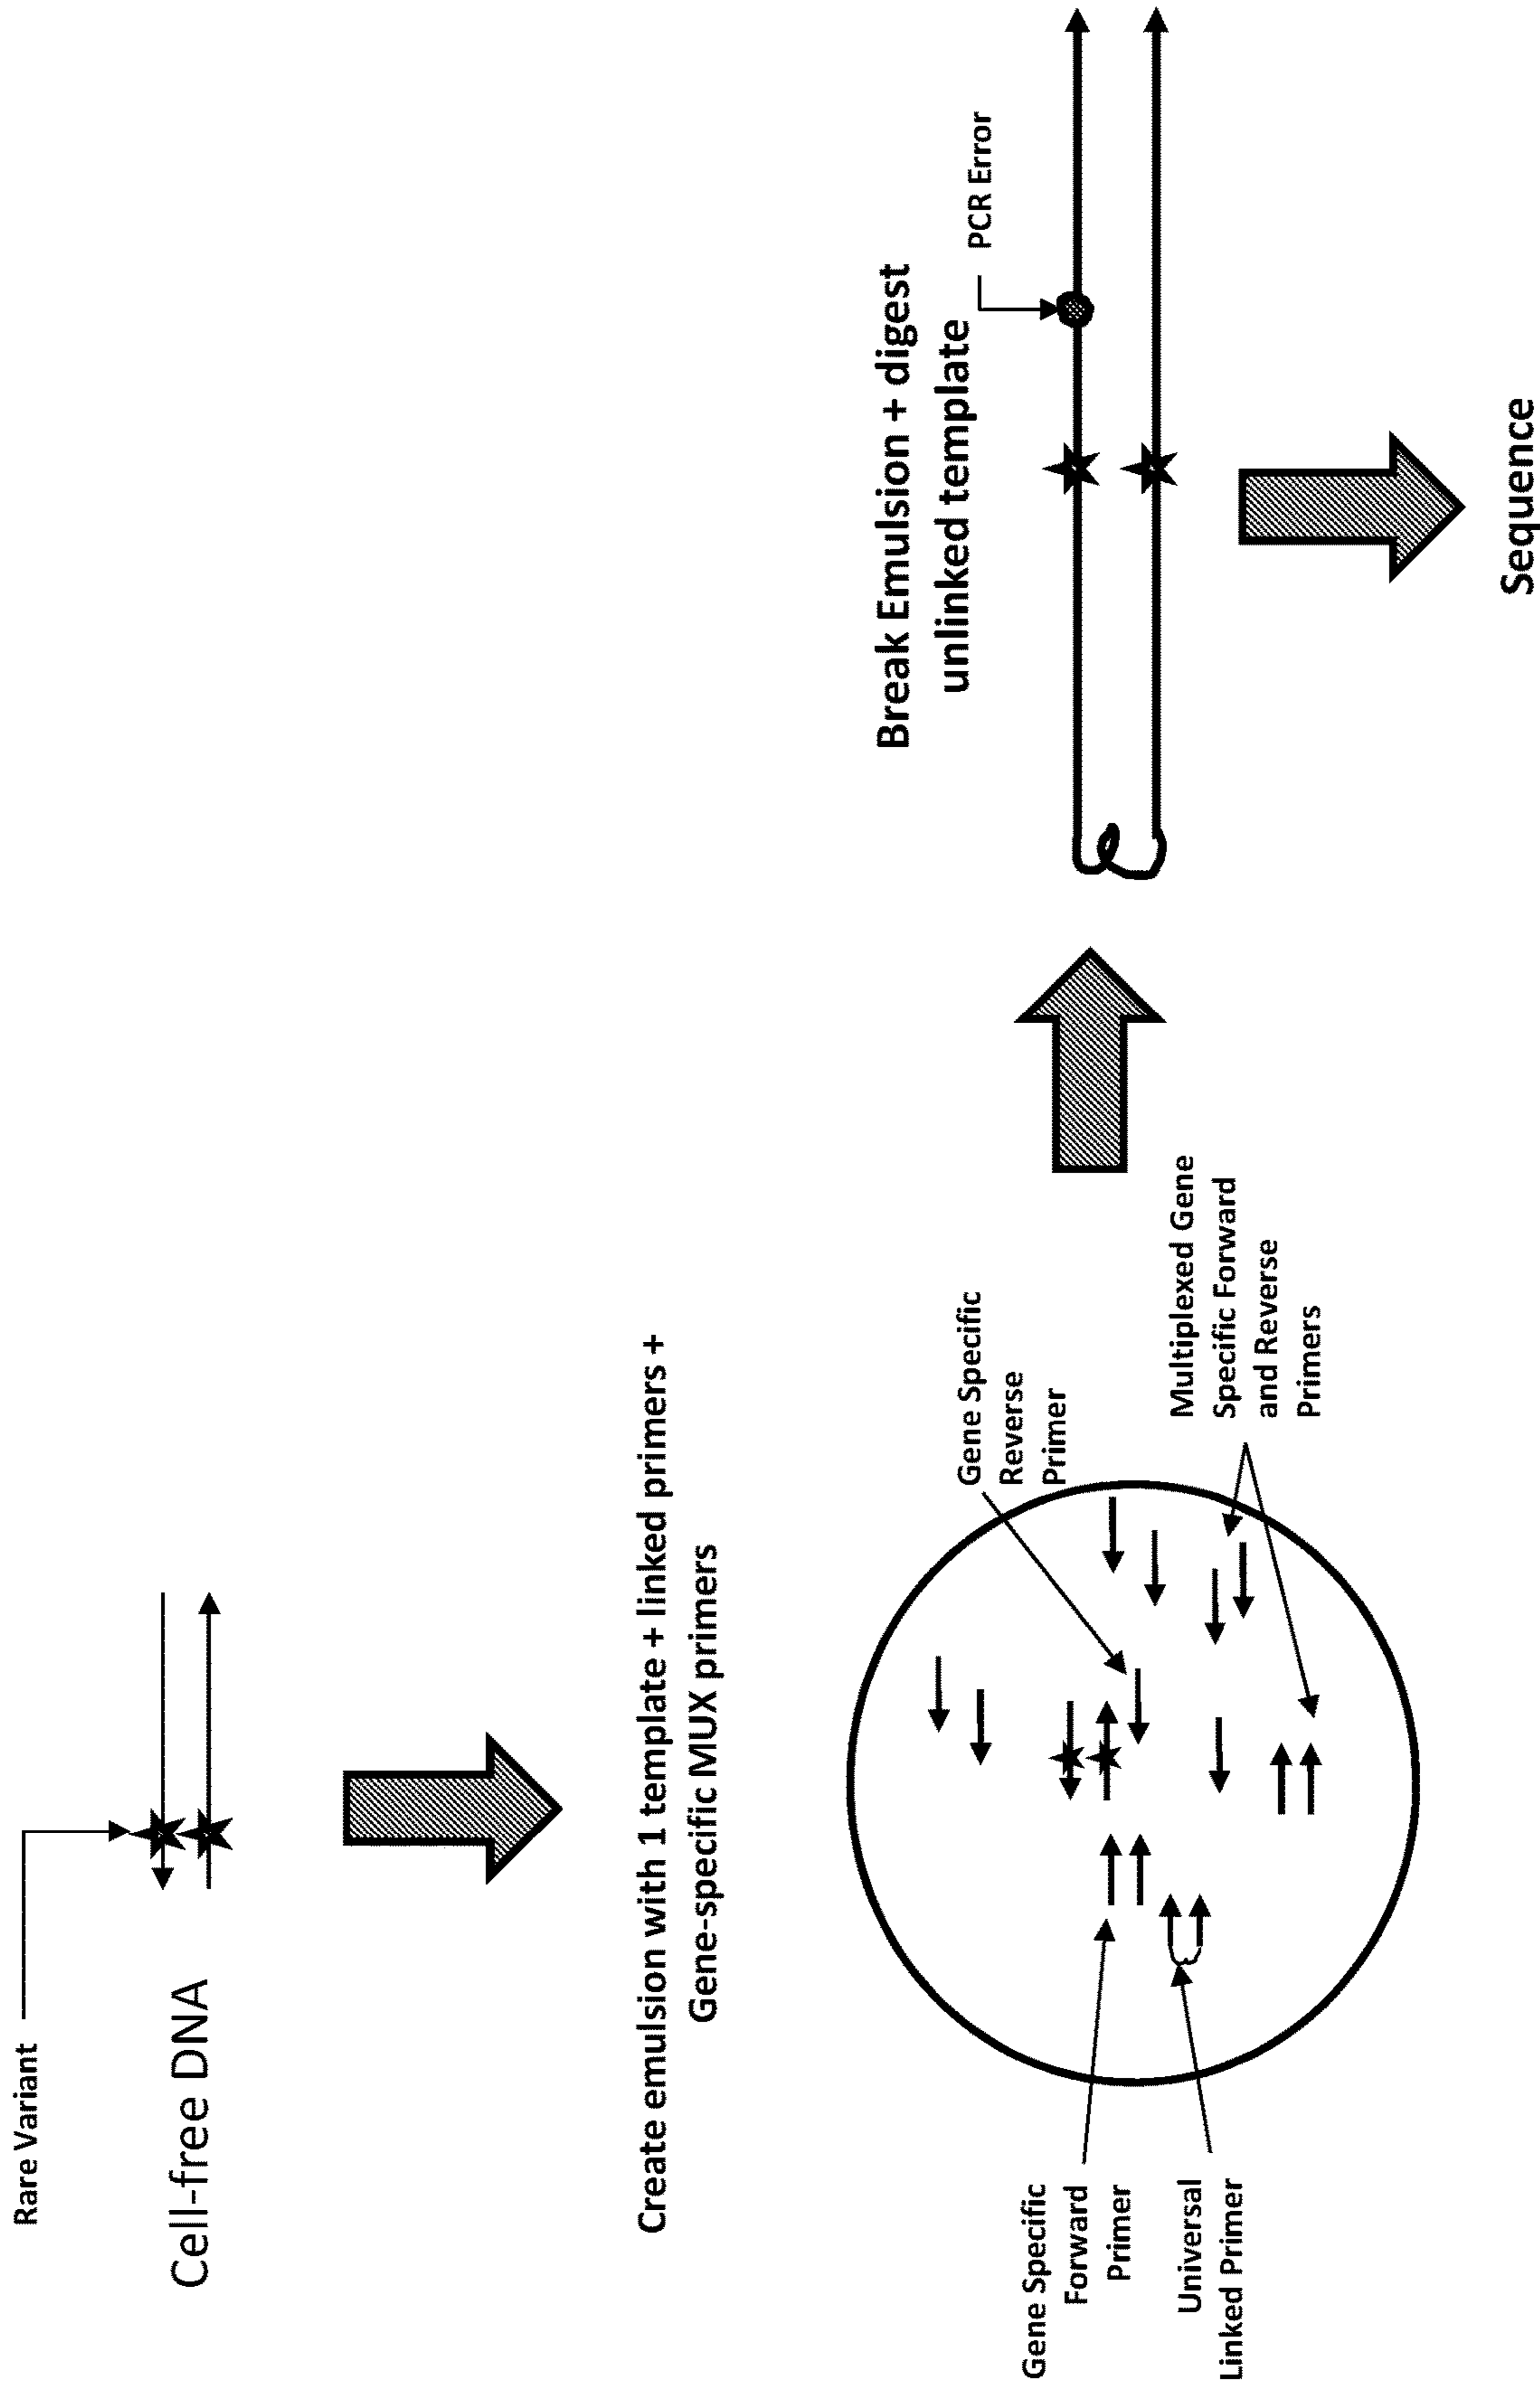 Rare Variant
Cell-free DNA
Create emulsion with 1 template + linked primers +
Gene-specific MUX primers
Gene Specific
Forward
Primer
Universal
Linked Primer
Gene Specific
Reverse
Primer
Multiplexed Gene
Specific Forward
and Reverse
Primers
Break Emulsion + digest
unlinked template
PCR Error
Sequence